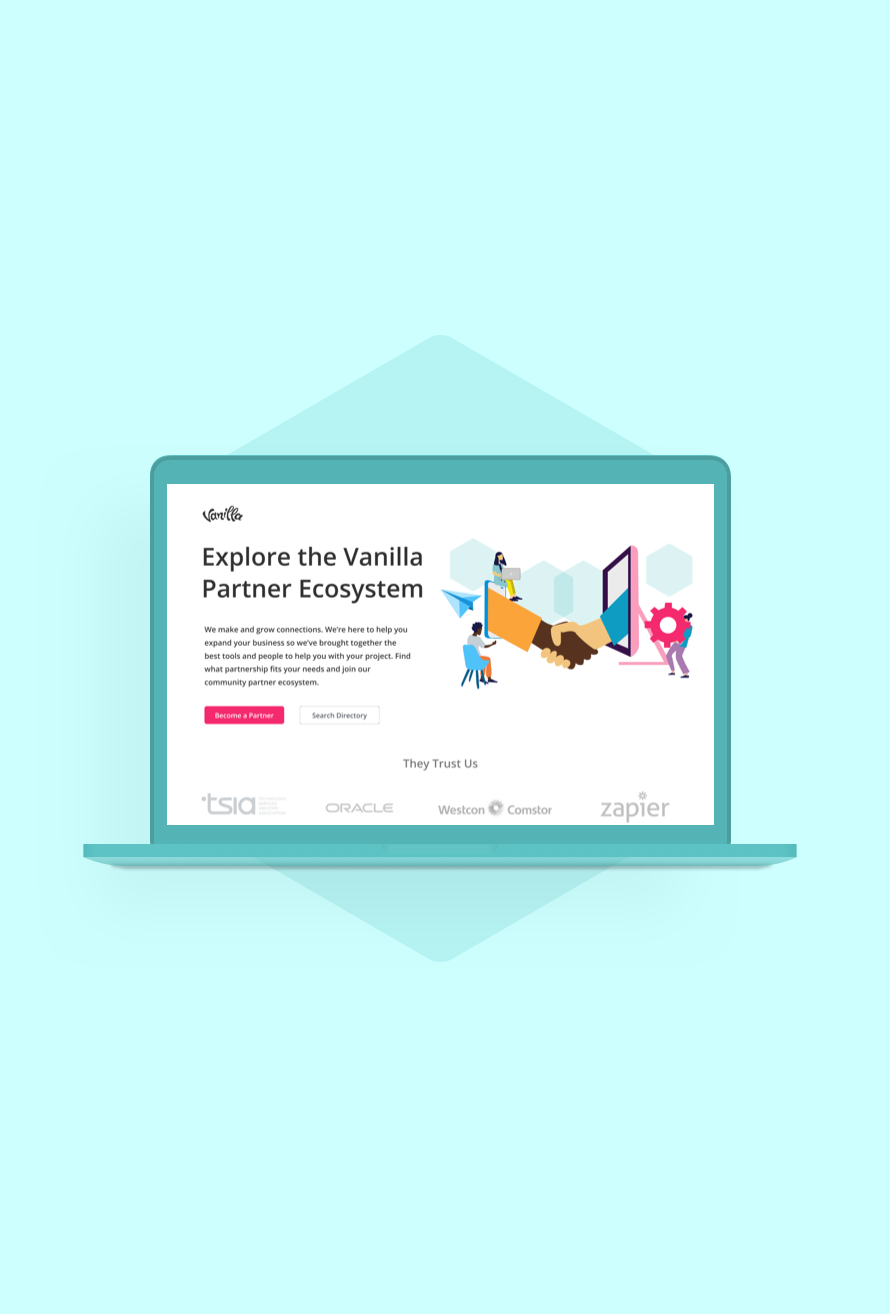 Vanilla
Explore the Vanilla
Partner Ecosystem
We make and grow connections. We're here to help you
expand your business so we've brought together the
best tools and people to help you with your project. Find
what partnership fits your needs and join our
community partner ecosystem.
Become a Partner
Search Directory
They Trust Us
tsia
ORACLE
Westcon Comstor
zapier